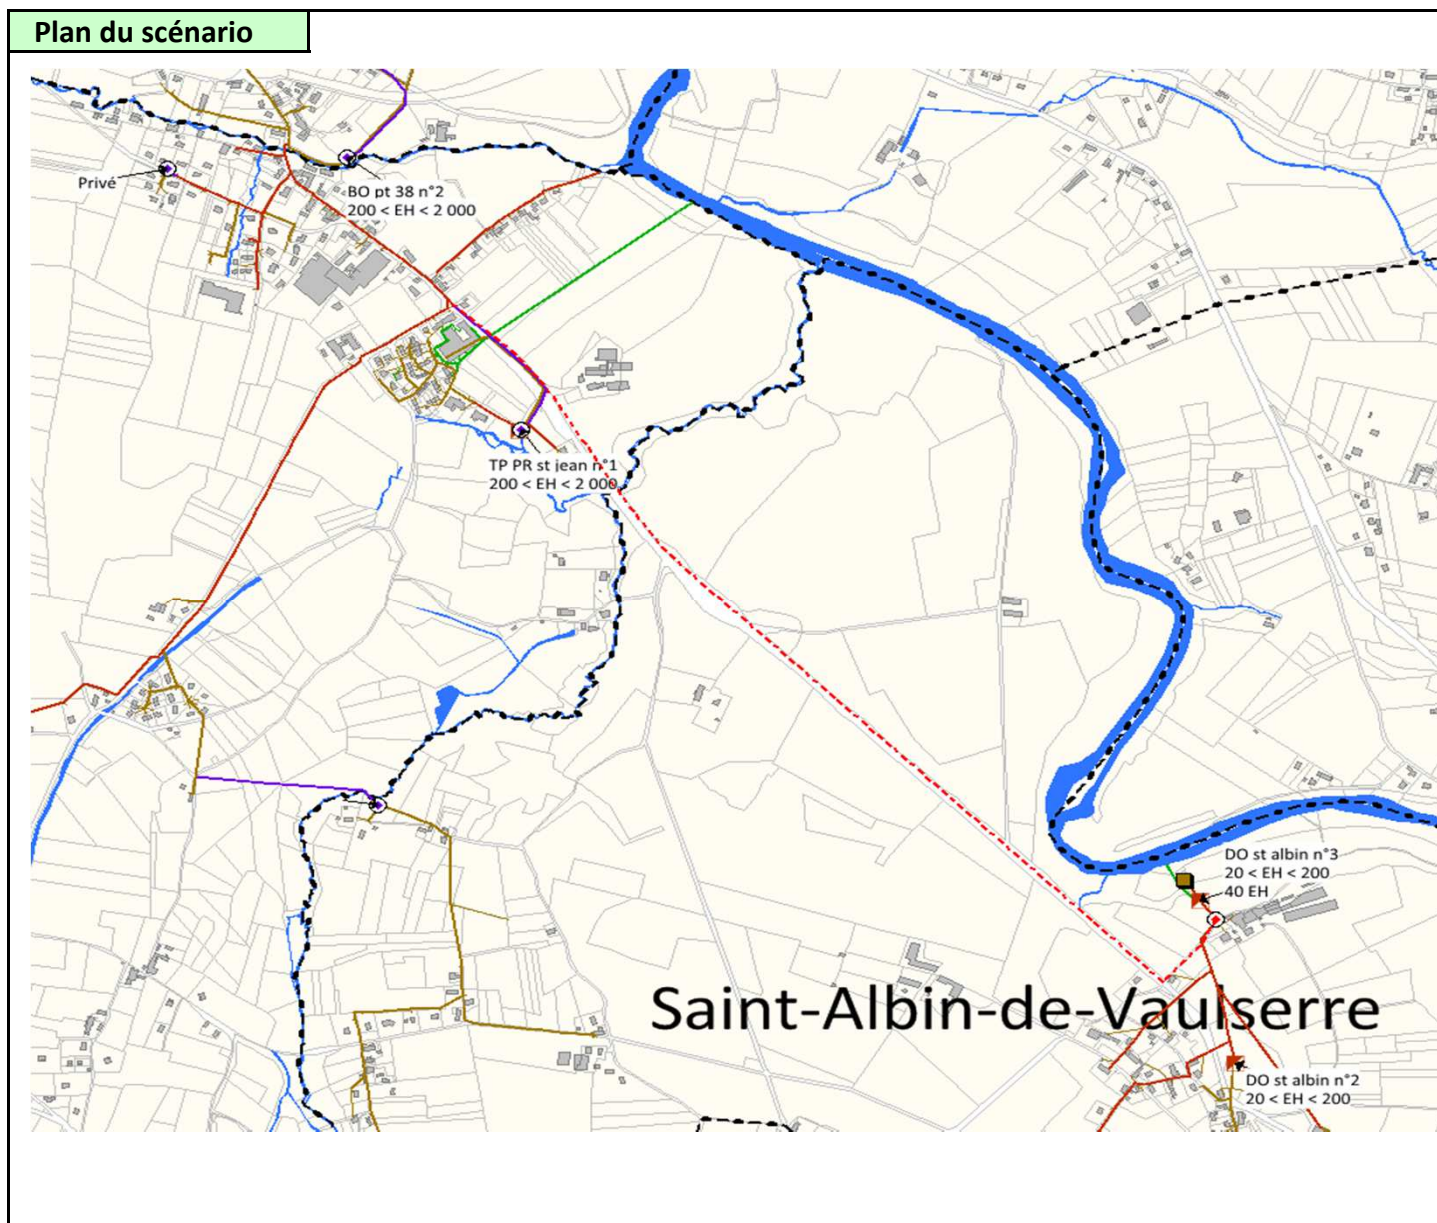 Plan du scénario
Privé
BO pt 38 n°2
200 < EH < 2 000
TP PR st jean n°1
200 < EH < 2 000
DO st albin n°3
20 < EH < 200
40 EH
Saint-Albin-de-Vaulserre
DO st albin n°2
20 < EH < 200